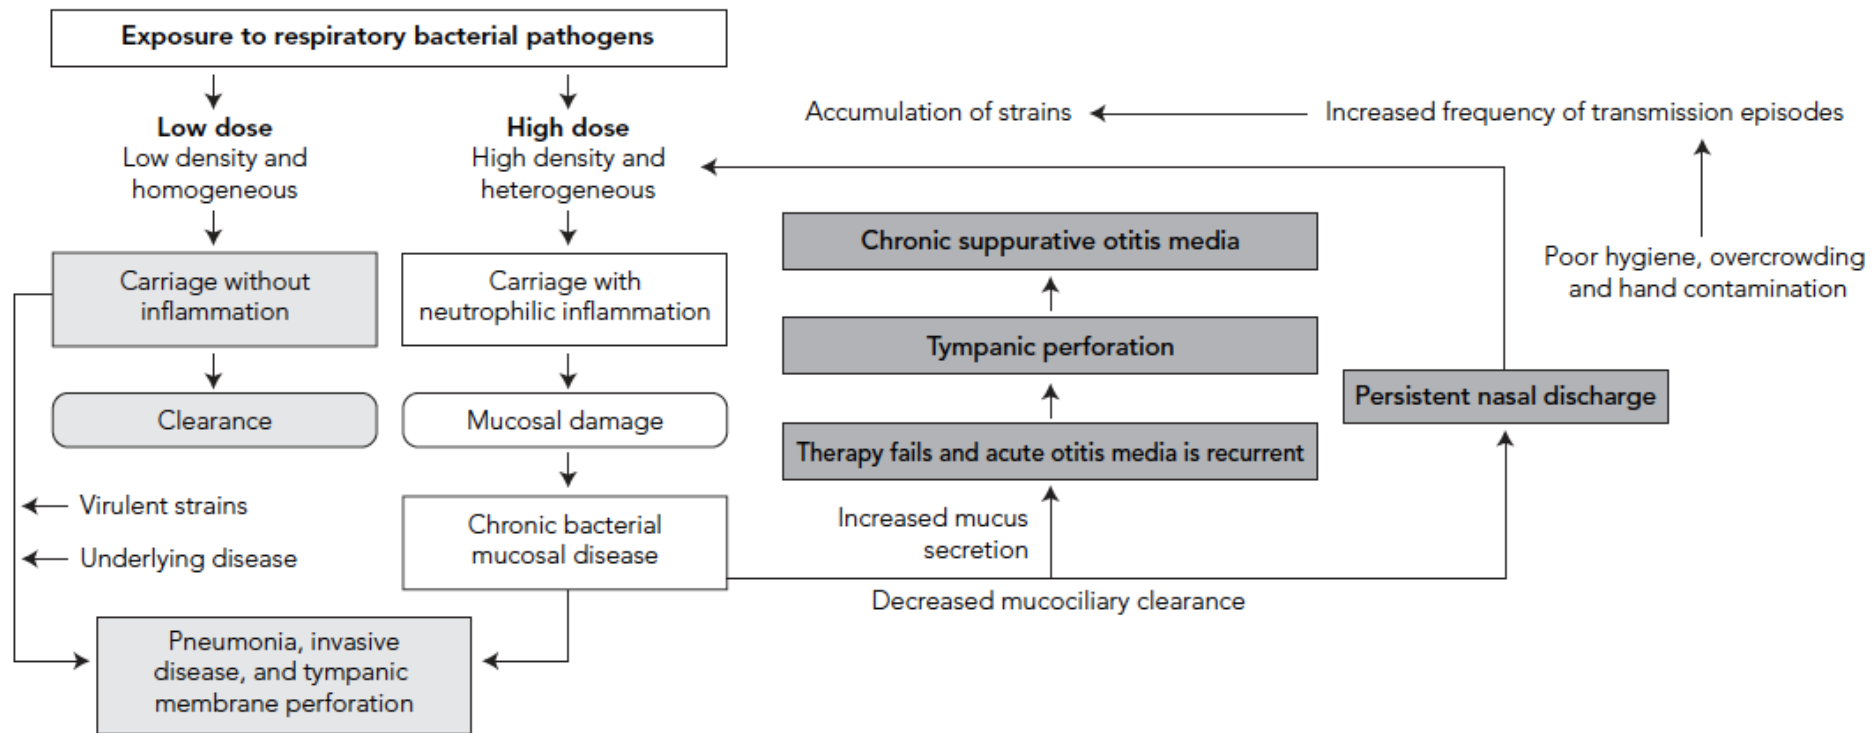 Exposure to respiratory bacterial pathogens
Low dose
Low density and
homogeneous
High dose
High density and
heterogeneous
Accumulation of strains
Increased frequency of transmission episodes
Carriage without
inflammation
Carriage with
neutrophilic inflammation
Chronic suppurative otitis media
Poor hygiene, overcrowding
and hand contamination
Tympanic perforation
Clearance
Mucosal damage
Persistent nasal discharge
Therapy fails and acute otitis media is recurrent
Virulent strains
Underlying disease
Chronic bacterial
mucosal disease
Increased mucus
secretion
Decreased mucociliary clearance
Pneumonia, invasive
disease, and tympanic
membrane perforation